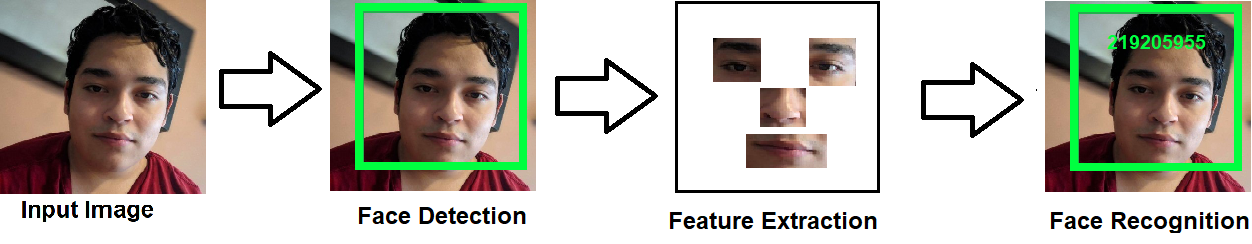 219205955
Input Image
Face Detection
Feature Extraction
Face Recognition